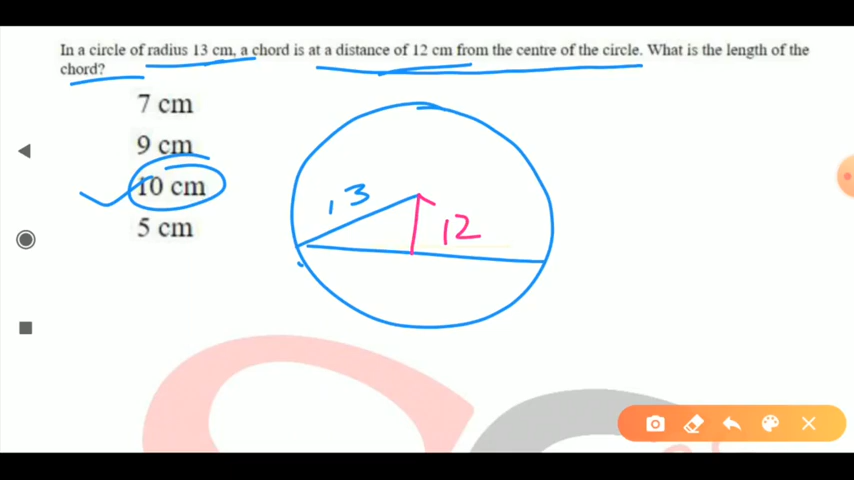 In a circle of radius 13 cm, a chord is at a distance of 12 cm from the centre of the circle. What is the length of the
chord?
7 cm
9 cm
10 cm
5 cm
13
12